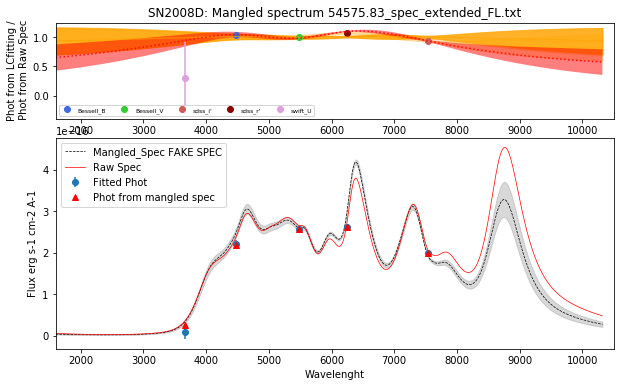 SN2008D: Mangled spectrum 54575.83_spec_extended_FL.txt
Phot from LCfitting /
Phot from Raw Spec
1.0
0.5
0.0
Bessell_B
Bessell_V
sdss_i'
sdss_r'
swift_U
2000 3000 4000 5000 6000 7000 8000 9000 10000
Mangled_Spec FAKE SPEC
Raw Spec
Fitted Phot
Phot from mangled spec
Flux erg s-1 cm-2 A-1
4
3
2
1
0
2000 3000 4000 5000 6000 7000 8000 9000 10000
Wavelenght